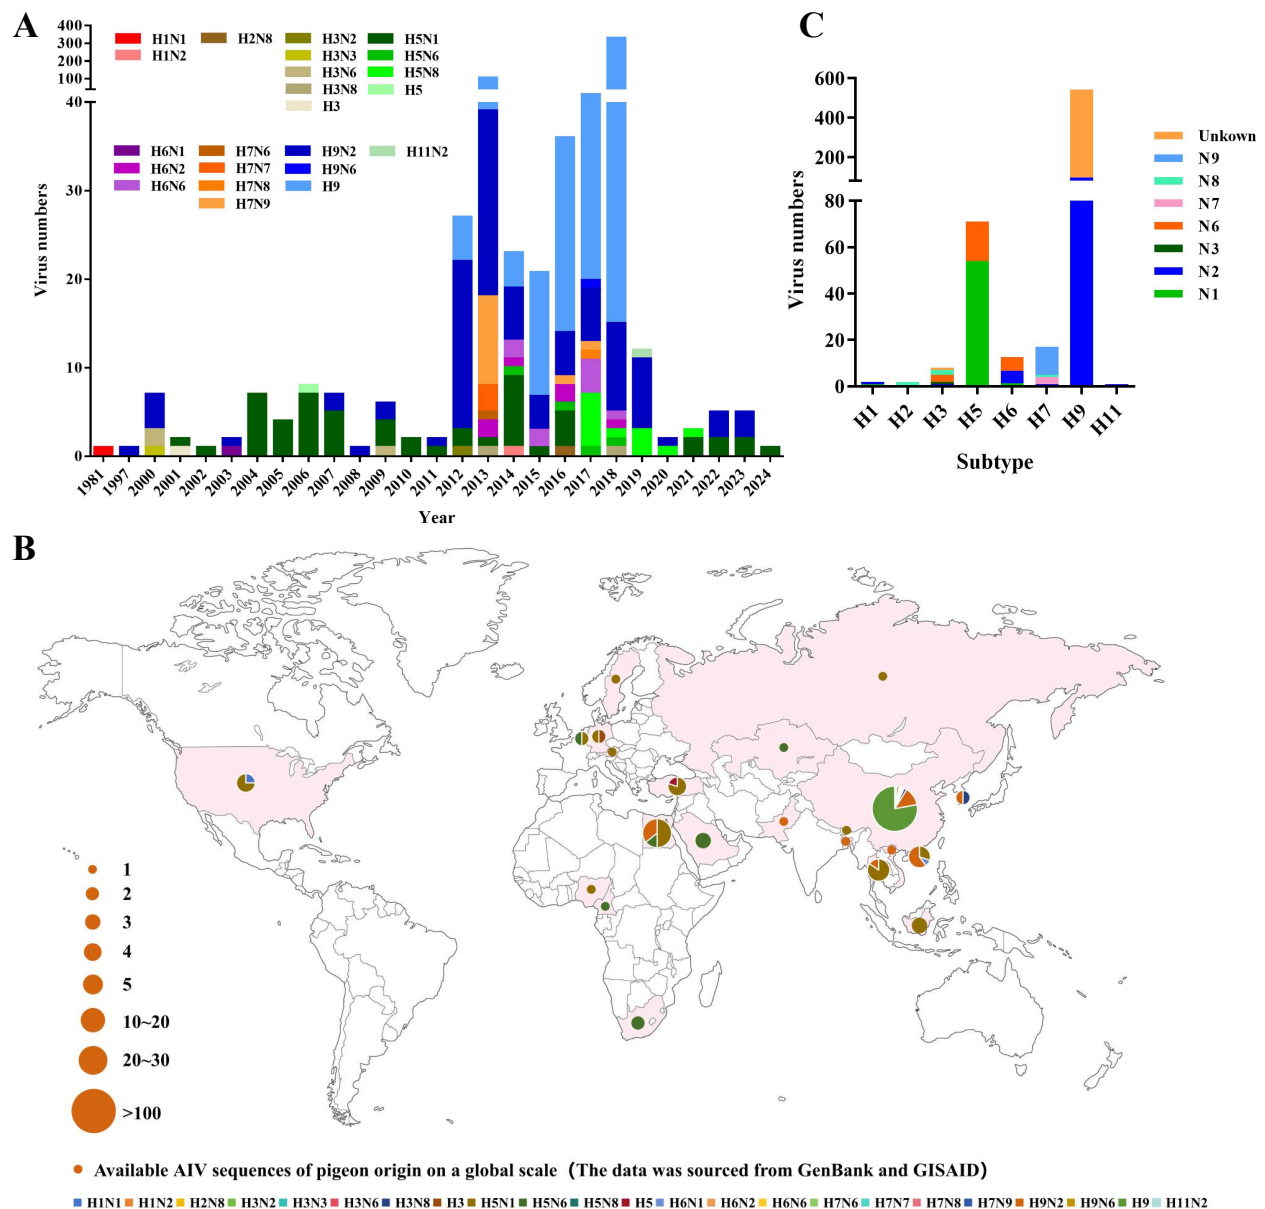 A
400
300
200
100
40
30
20
10
0
Virus numbers
H1N1
H1N2
H2N8
H3N2
H3N3
H3N6
H3N8
H3
H5N1
H5N6
H5N8
H5
H6N1
H6N2
H6N6
H7N6
H7N7
H7N8
H7N9
H9N2
H9N6
H9
H11N2
1981 1997 2000 2001 2002 2003 2004 2005 2006 2007 2008 2009 2010 2011 2012 2013 2014 2015 2016 2017 2018 2019 2020 2021 2022 2023 2024
Year
C
600
400
200
80
60
40
20
0
Virus numbers
H1 H2 H3 H5 H6 H7 H9 H11
Subtype
Unkown
N9
N8
N7
N6
N3
N2
N1
B
1
2
3
4
5
10~20
20~30
>100
Available AIV sequences of pigeon origin on a global scale（The data was sourced from GenBank and GISAID）
H1N1 H1N2 H2N8 H3N2 H3N3 H3N6 H3N8 H3 H5N1 H5N6 H5N8 H5 H6N1 H6N2 H6N6 H7N6 H7N7 H7N8 H7N9 H9N2 H9N6 H9 H11N2